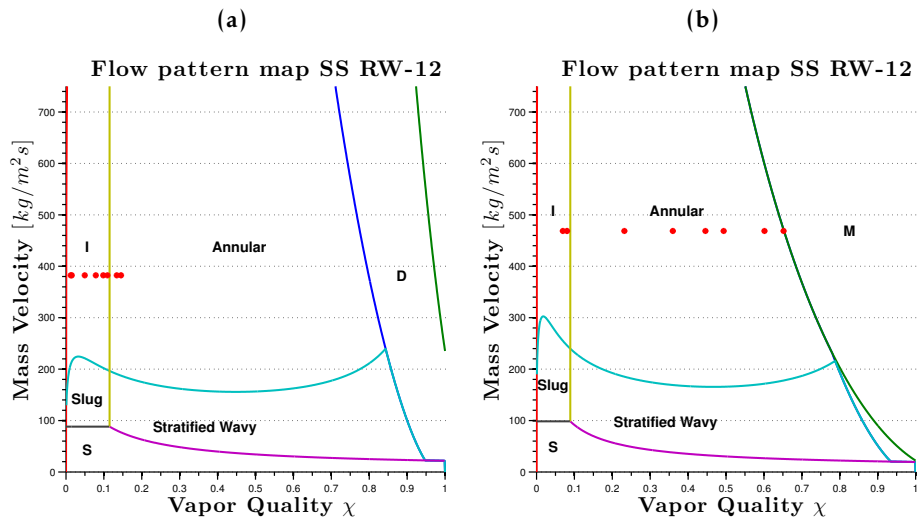 (a)
Flow pattern map SS RW-12
Mass Velocity [kg/m²s]
700
600
500
400
300
200
100
0
I
Annular
D
Slug
Stratified Wavy
S
0 0.1 0.2 0.3 0.4 0.5 0.6 0.7 0.8 0.9 1
Vapor Quality χ
(b)
Flow pattern map SS RW-12
Mass Velocity [kg/m²s]
700
600
500
400
300
200
100
0
I
Annular
M
Slug
Stratified Wavy
S
0 0.1 0.2 0.3 0.4 0.5 0.6 0.7 0.8 0.9 1
Vapor Quality χ